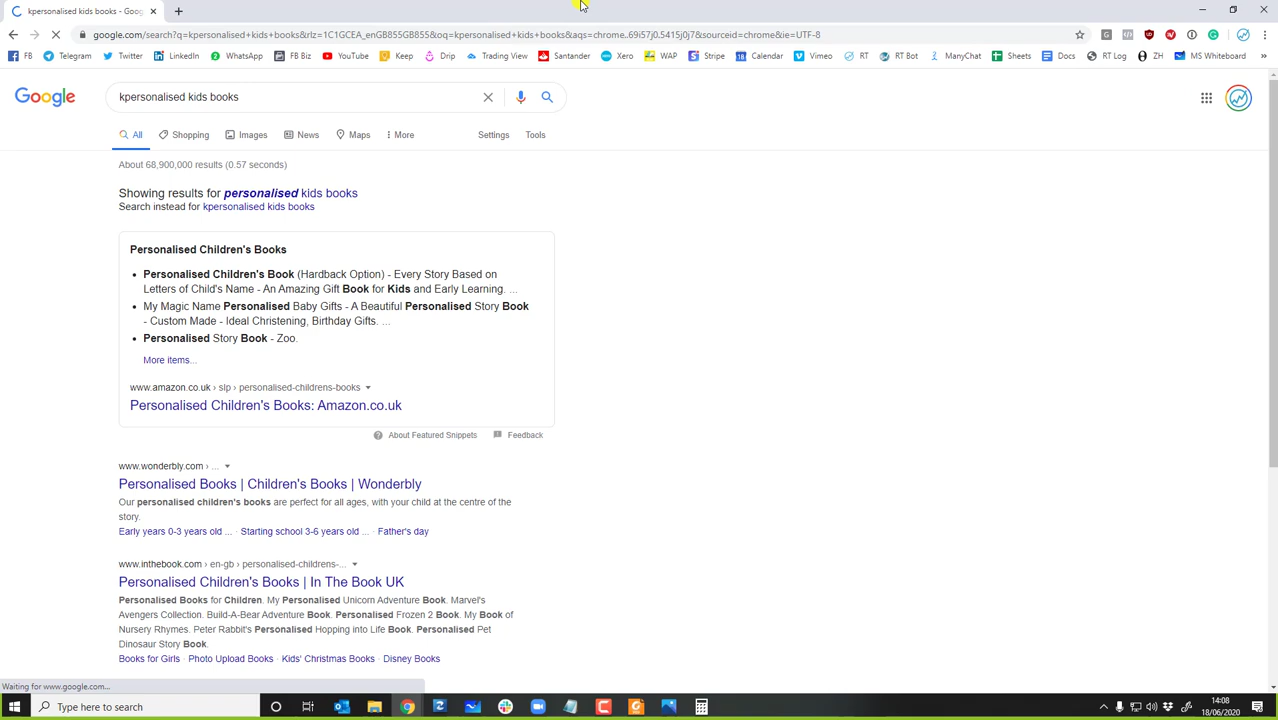 kpersonalised kids books - Goog
google.com/search?q=kpersonalised+kids+books&rlz=1C1GCEA_enGB855GB855&oq=kpersonalised+kids+books&aqs=chrome..69i57j0.5415j0j7&sourceid=chrome&ie=UTF-8
FB Telegram Twitter LinkedIn WhatsApp FB Biz YouTube Keep Drip Trading View Santander Xero WAP Stripe Calendar Vimeo RT RT Bot ManyChat Sheets Docs RT Log ZH MS Whiteboard
Google kpersonalised kids books
All Shopping Images News Maps More Settings Tools
About 68,900,000 results (0.57 seconds)
Showing results for personalised kids books
Search instead for kpersonalised kids books
Personalised Children's Books
• Personalised Children's Book (Hardback Option) - Every Story Based on
Letters of Child's Name - An Amazing Gift Book for Kids and Early Learning. ...
• My Magic Name Personalised Baby Gifts - A Beautiful Personalised Story Book
- Custom Made - Ideal Christening, Birthday Gifts. ...
• Personalised Story Book - Zoo.
More items...
www.amazon.co.uk › slp › personalised-childrens-books
Personalised Children's Books: Amazon.co.uk
About Featured Snippets Feedback
www.wonderbly.com › ...
Personalised Books | Children's Books | Wonderbly
Our personalised children's books are perfect for all ages, with your child at the centre of the
story.
Early years 0-3 years old ... · Starting school 3-6 years old ... · Father's day
www.inthebook.com › en-gb › personalised-childrens-...
Personalised Children's Books | In The Book UK
Personalised Books for Children. My Personalised Unicorn Adventure Book. Marvel's
Avengers Collection. Build-A-Bear Adventure Book. Personalised Frozen 2 Book. My Book of
Nursery Rhymes. Peter Rabbit's Personalised Hopping into Life Book. Personalised Pet
Dinosaur Story Book.
Books for Girls · Photo Upload Books · Kids' Christmas Books · Disney Books
Waiting for www.google.com...
Type here to search
14:08
18/06/2020